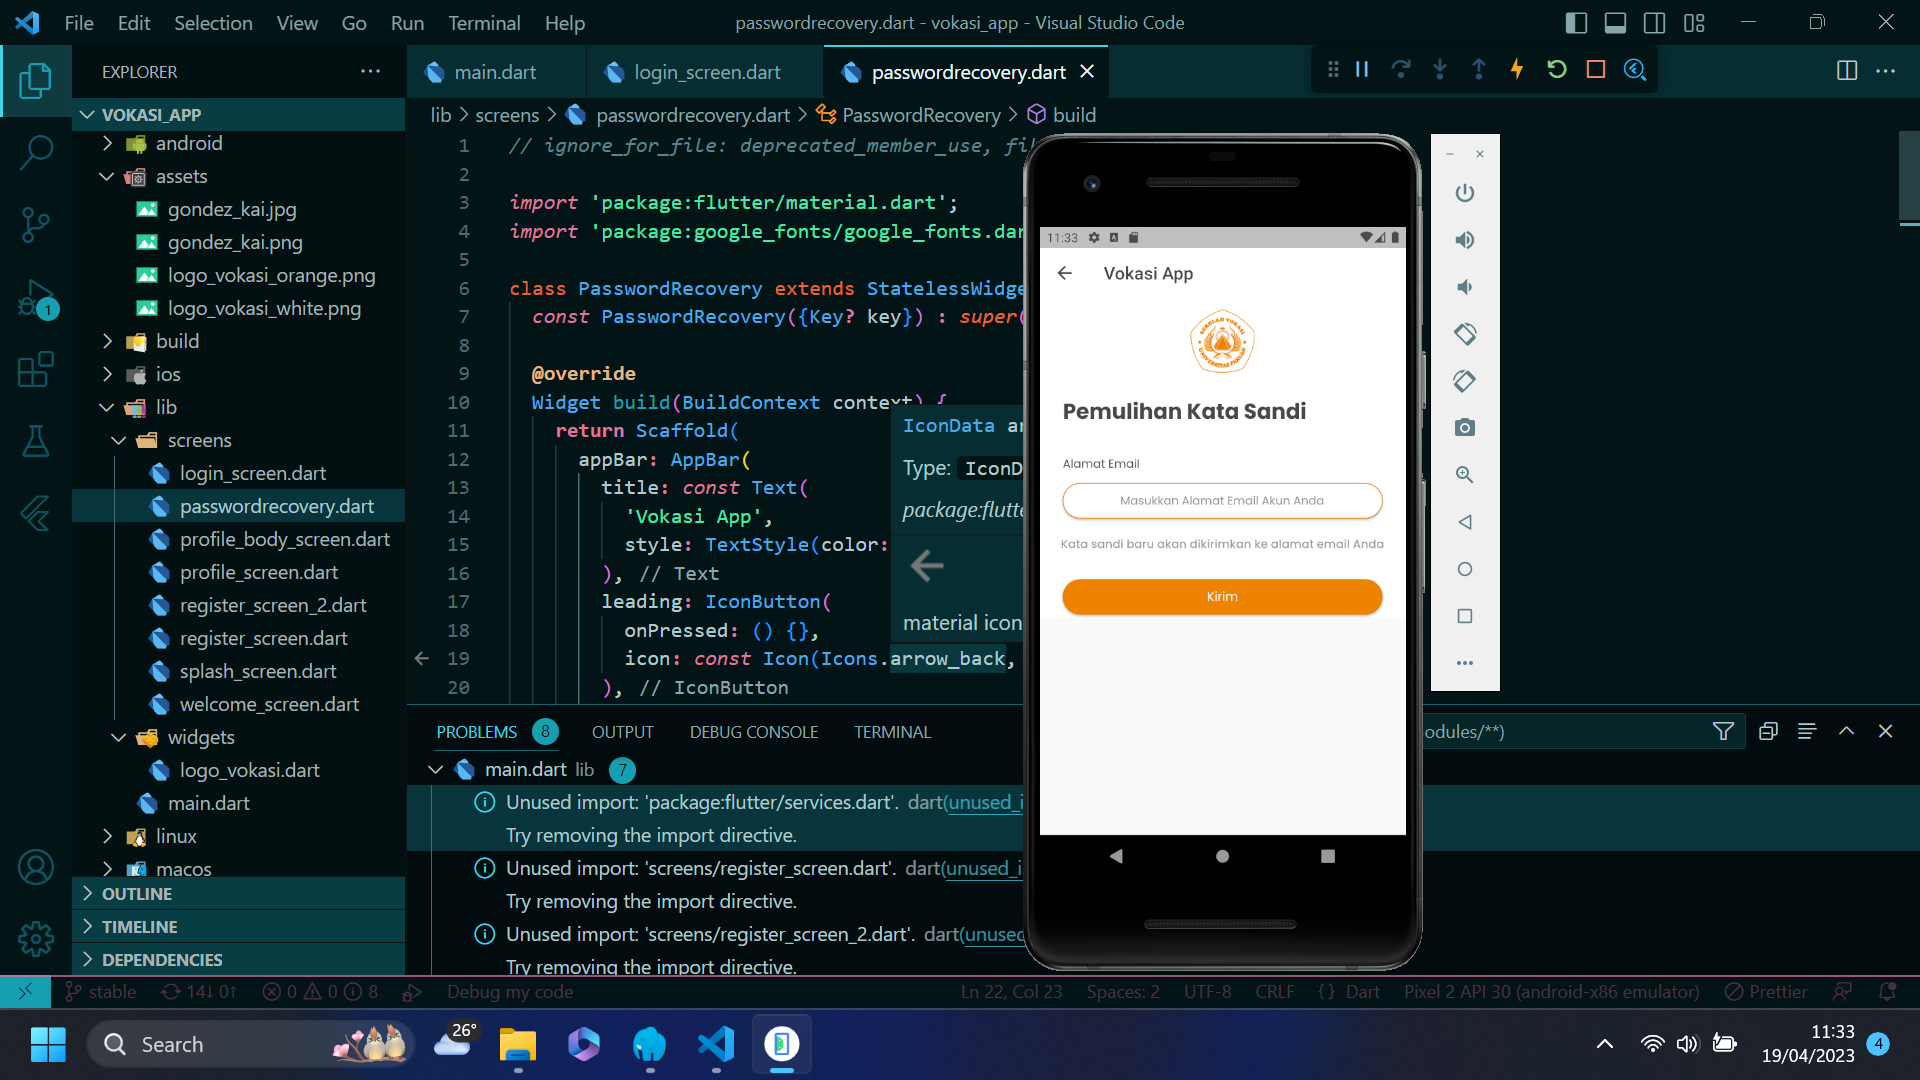 File Edit Selection View Go Run Terminal Help
passwordrecovery.dart - vokasi_app - Visual Studio Code
EXPLORER
VOKASI_APP
android
assets
gondez_kai.jpg
gondez_kai.png
logo_vokasi_orange.png
logo_vokasi_white.png
build
ios
lib
screens
login_screen.dart
passwordrecovery.dart
profile_body_screen.dart
profile_screen.dart
register_screen_2.dart
register_screen.dart
splash_screen.dart
welcome_screen.dart
widgets
logo_vokasi.dart
main.dart
linux
macos
OUTLINE
TIMELINE
DEPENDENCIES
1
main.dart login_screen.dart passwordrecovery.dart
lib > screens > passwordrecovery.dart > PasswordRecovery > build
1 // ignore_for_file: deprecated_member_use, fi
2
3 import 'package:flutter/material.dart';
4 import 'package:google_fonts/google_fonts.dar
5
6 class PasswordRecovery extends StatelessWidge
7 const PasswordRecovery({Key? key}) : super(
8
9 @override
10 Widget build(BuildContext context) {
11 return Scaffold(
12 appBar: AppBar(
13 title: const Text(
14 'Vokasi App',
15 style: TextStyle(color:
16 ), // Text
17 leading: IconButton(
18 onPressed: () {},
19 icon: const Icon(Icons.arrow_back,
20 ), // IconButton
IconData ar
Type: IconD
package:flutte
material icon
11:33
Vokasi App
SEKOLAH VOKASI
UNIVERSITAS PAKUAN
Pemulihan Kata Sandi
Alamat Email
Masukkan Alamat Email Akun Anda
Kata sandi baru akan dikirimkan ke alamat email Anda
Kirim
PROBLEMS 8 OUTPUT DEBUG CONSOLE TERMINAL
odules/**)
main.dart lib 7
Unused import: 'package:flutter/services.dart'. dart(unused_i
Try removing the import directive.
Unused import: 'screens/register_screen.dart'. dart(unused_i
Try removing the import directive.
Unused import: 'screens/register_screen_2.dart'. dart(unused
Try removing the import directive.
stable 14↓ 0↑ 0 0 8 Debug my code
Ln 22, Col 23 Spaces: 2 UTF-8 CRLF {} Dart Pixel 2 API 30 (android-x86 emulator) Prettier
Search
26°
11:33
19/04/2023
4